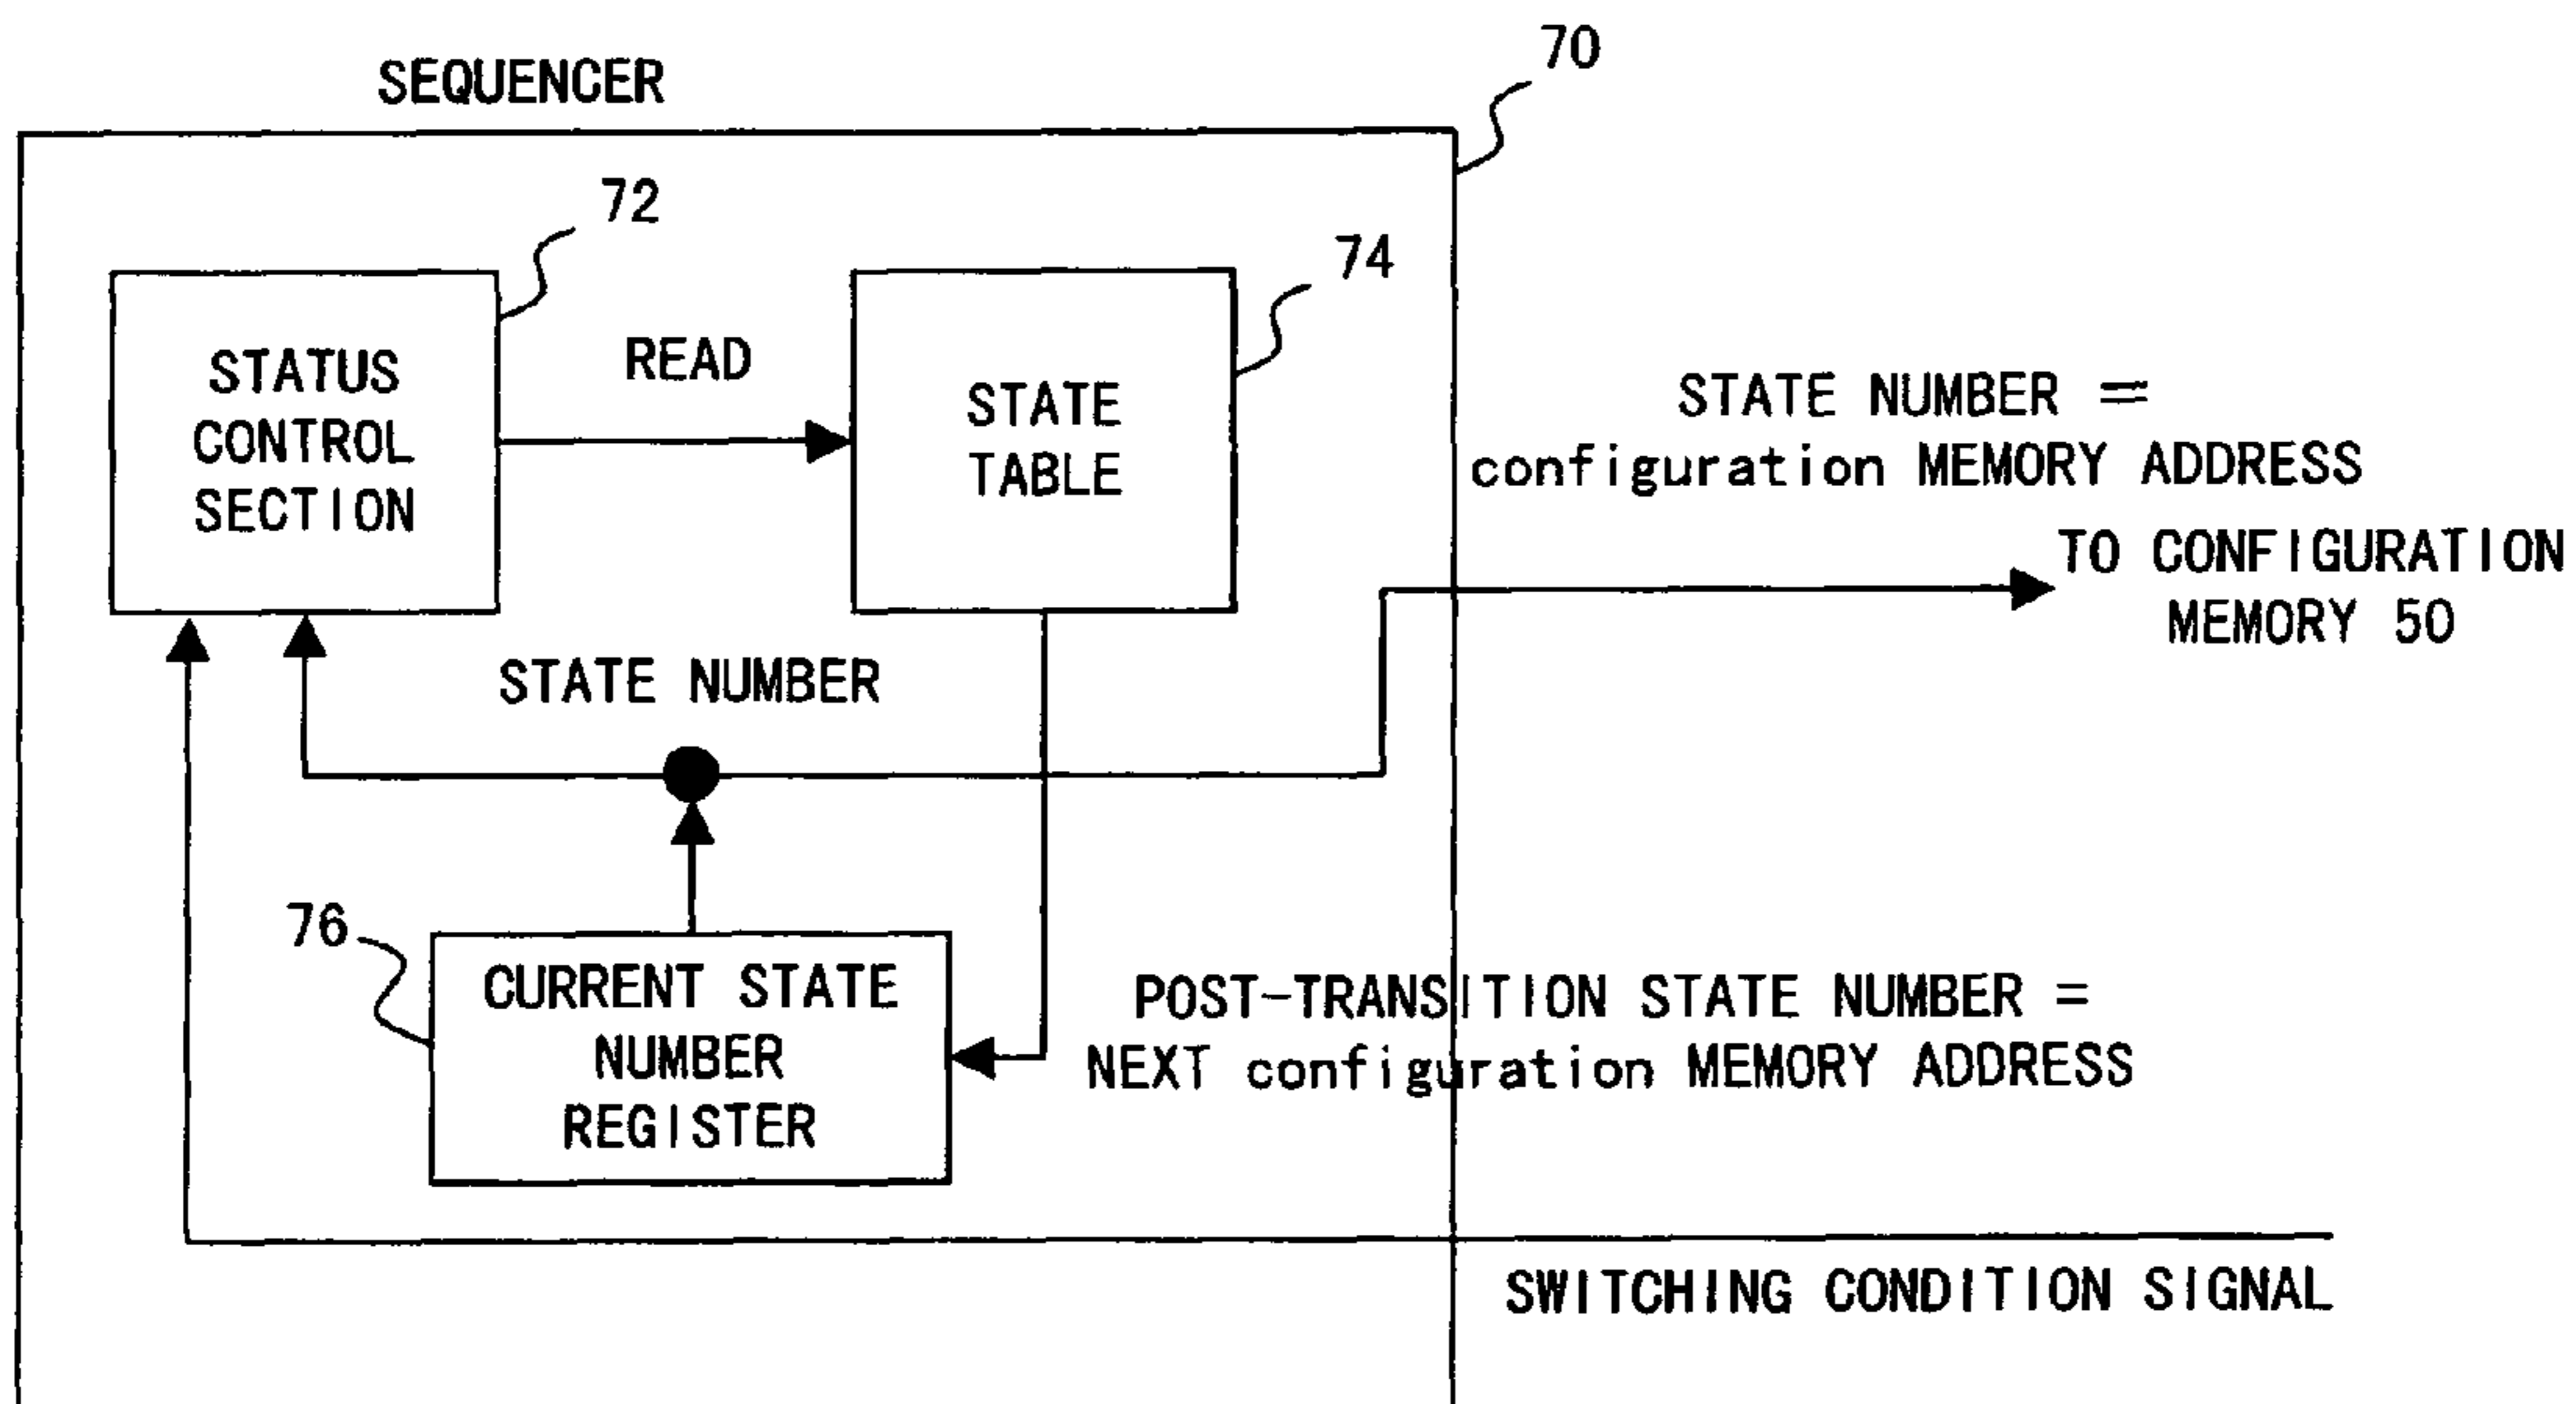 70
SEQUENCER
72
74
STATUS
CONTROL
SECTION
READ
STATE
TABLE
STATE NUMBER =
configuration MEMORY ADDRESS
TO CONFIGURATION
MEMORY 50
STATE NUMBER
76
CURRENT STATE
NUMBER
REGISTER
POST-TRANSITION STATE NUMBER =
NEXT configuration MEMORY ADDRESS
SWITCHING CONDITION SIGNAL